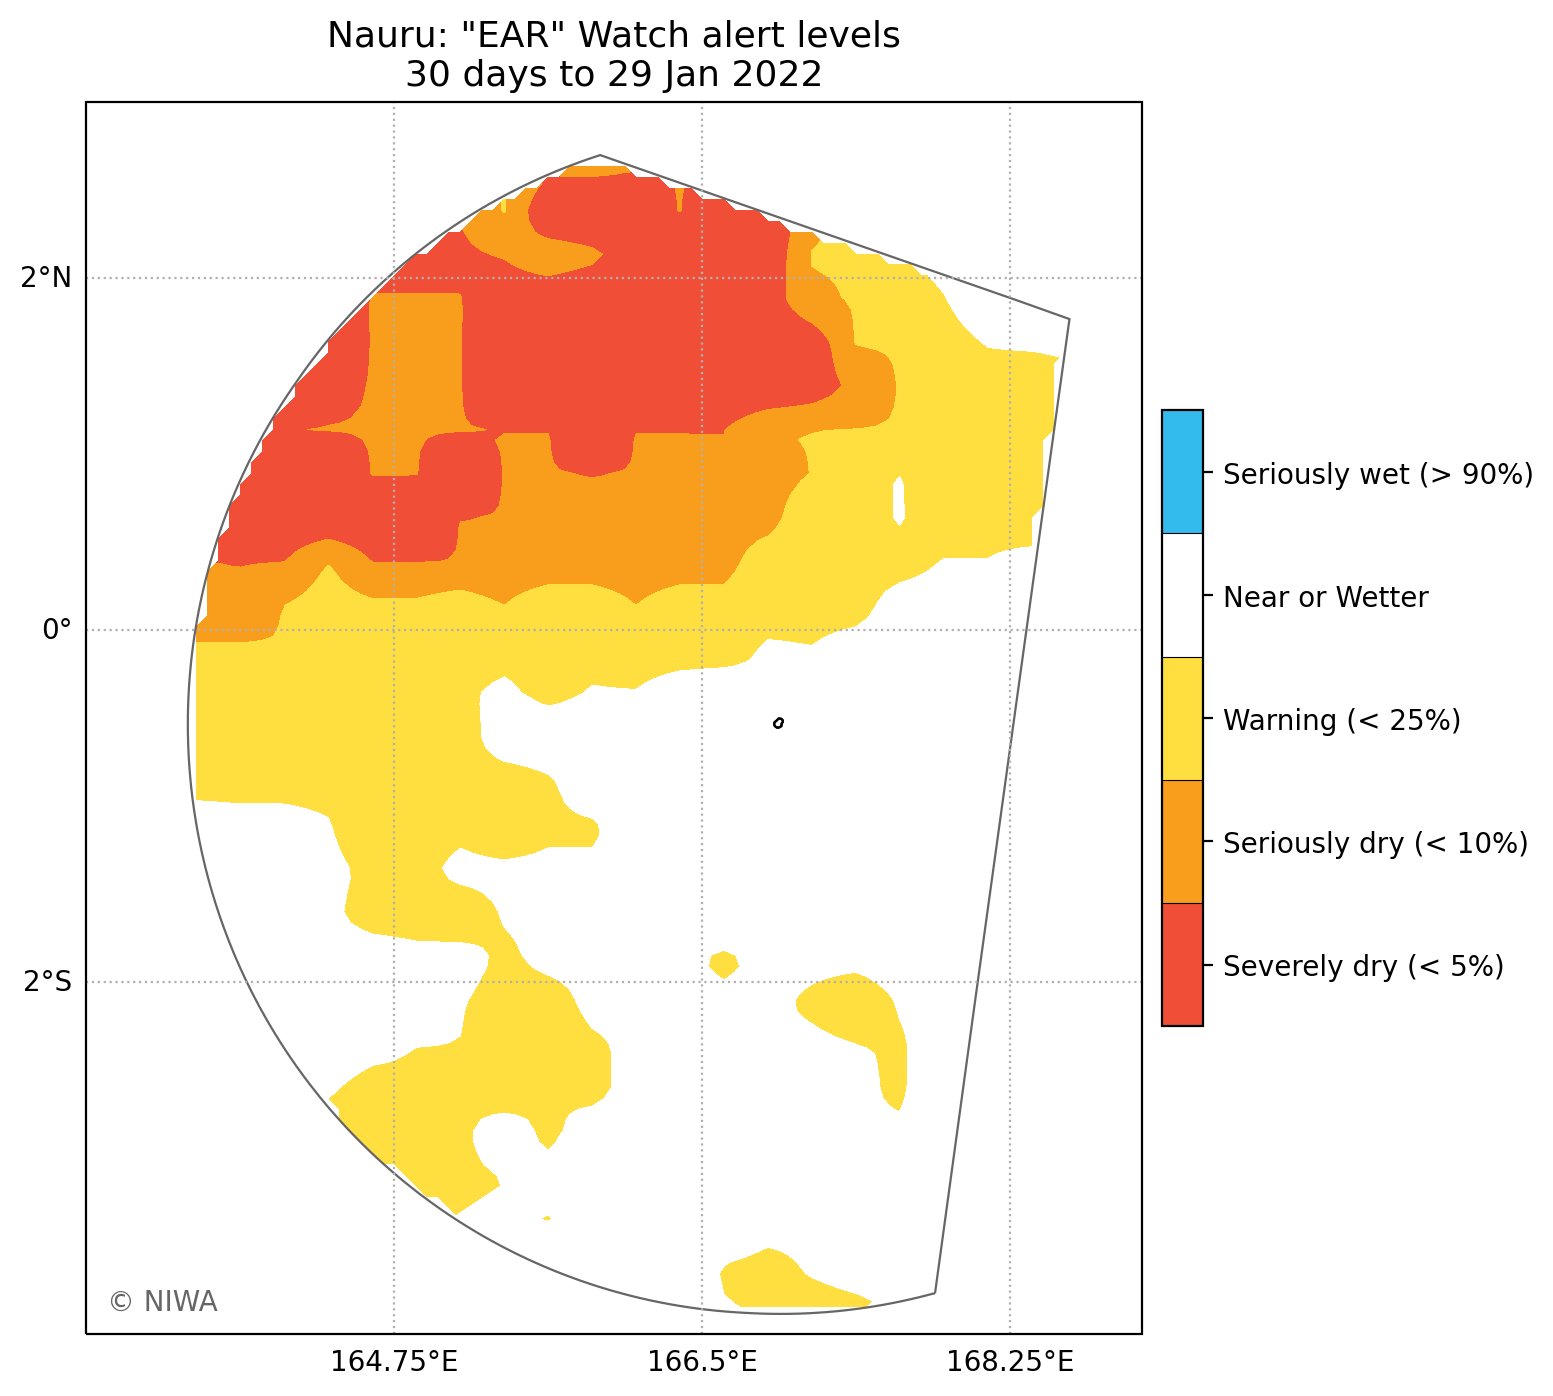 Nauru: "EAR" Watch alert levels
30 days to 29 Jan 2022
2°N
0°
2°S
164.75°E
166.5°E
168.25°E
Seriously wet (> 90%)
Near or Wetter
Warning (< 25%)
Seriously dry (< 10%)
Severely dry (< 5%)
© NIWA